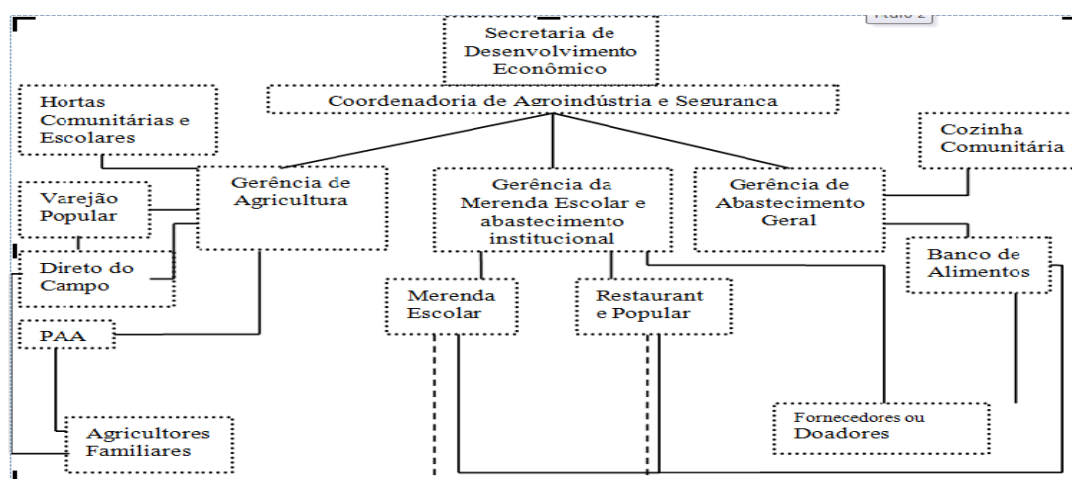 Secretaria de
Desenvolvimento
Econômico
Coordenadoria de Agroindústria e Seguranca
Hortas
Comunitárias e
Escolares
Cozinha
Comunitária
Gerência de
Agricultura
Gerência da
Merenda Escolar e
abastecimento
institucional
Gerência de
Abastecimento
Geral
Varejão
Popular
Direto do
Campo
Banco de
Alimentos
Merenda
Escolar
Restaurant
e Popular
PAA
Fornecedores ou
Doadores
Agricultores
Familiares